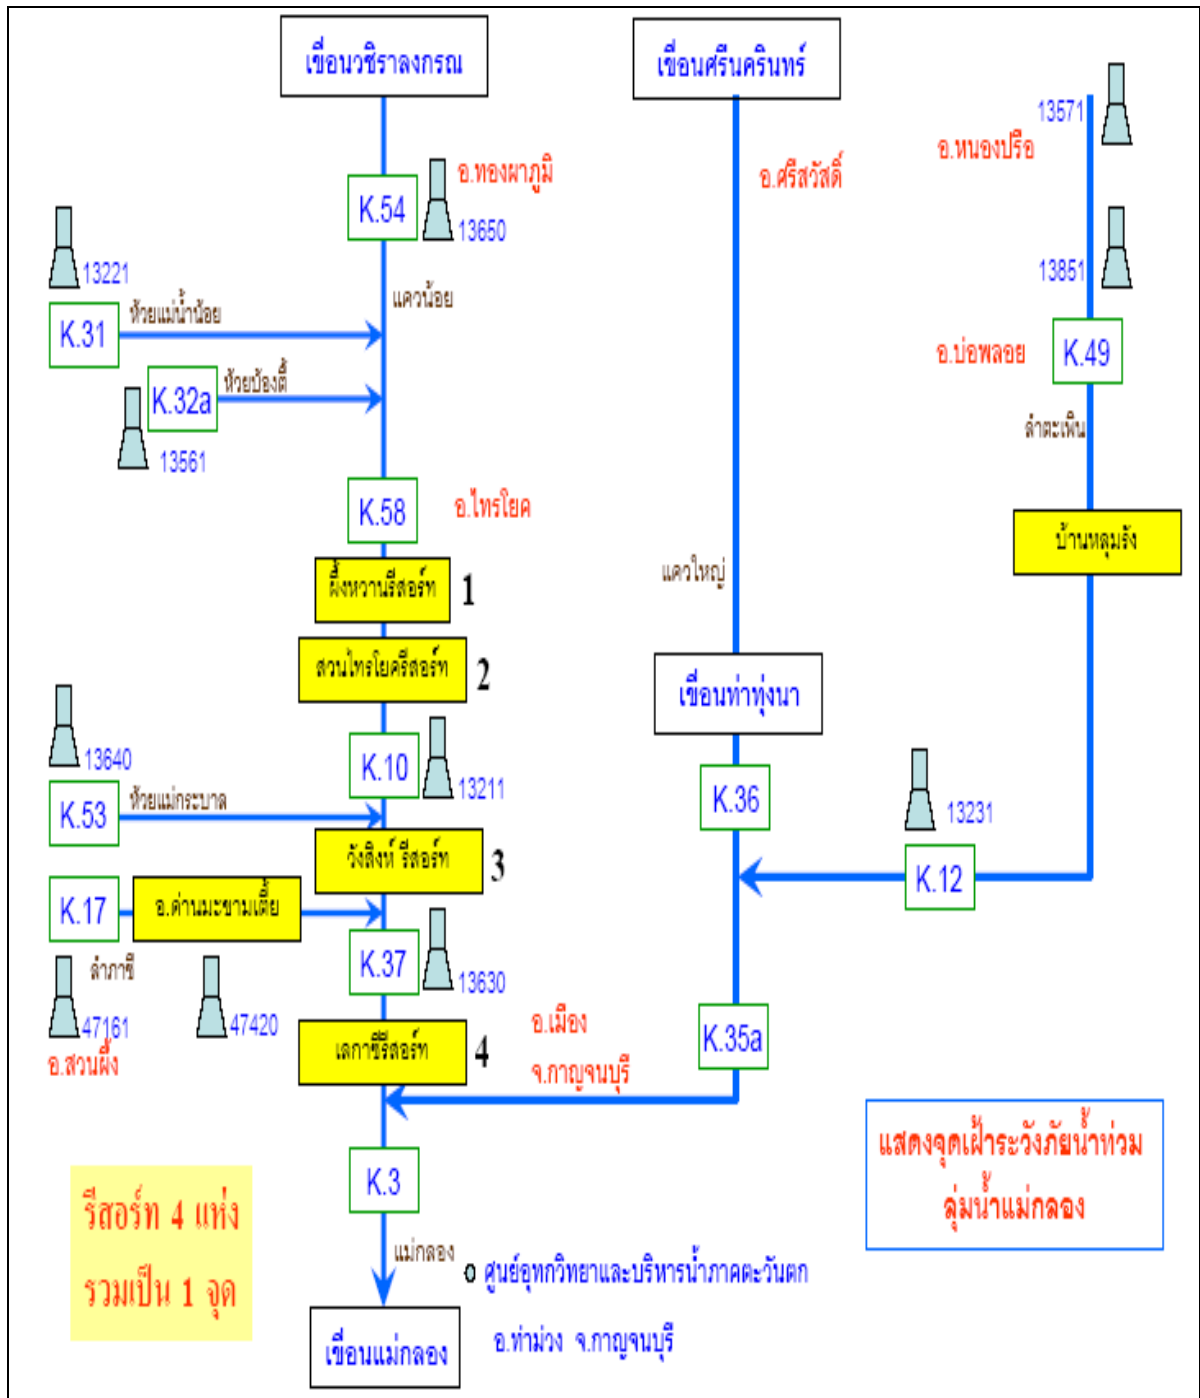 เขื่อนวชิราลงกรณ
เขื่อนศรีนครินทร์
13571
อ.หนองปรือ
อ.ทองผาภูมิ
อ.ศรีสวัสดิ์
K.54
13650
13221
13851
แควน้อย
ห้วยแม่น้ำน้อย
K.31
K.49
อ.บ่อพลอย
ห้วยบ้องตี้
K.32a
13561
ลำตะเพิน
K.58
อ.ไทรโยค
บ้านหลุมรัง
ผึ้งหวานรีสอร์ท 1
แควใหญ่
สวนไทรโยครีสอร์ท 2
เขื่อนท่าทุ่งนา
13640
K.10
13211
K.36
ห้วยแม่กระบาล
K.53
13231
วังสิงห์ รีสอร์ท 3
K.12
K.17
อ.ด่านมะขามเตี้ย
K.37
13630
ลำภาชี
47161
47420
อ.สวนผึ้ง
เลกาซีรีสอร์ท 4
อ.เมือง
จ.กาญจนบุรี
K.35a
แสดงจุดเฝ้าระวังภัยน้ำท่วม
ลุ่มน้ำแม่กลอง
K.3
รีสอร์ท 4 แห่ง
รวมเป็น 1 จุด
แม่กลอง
ศูนย์อุทกวิทยาและบริหารน้ำภาคตะวันตก
อ.ท่าม่วง จ.กาญจนบุรี
เขื่อนแม่กลอง